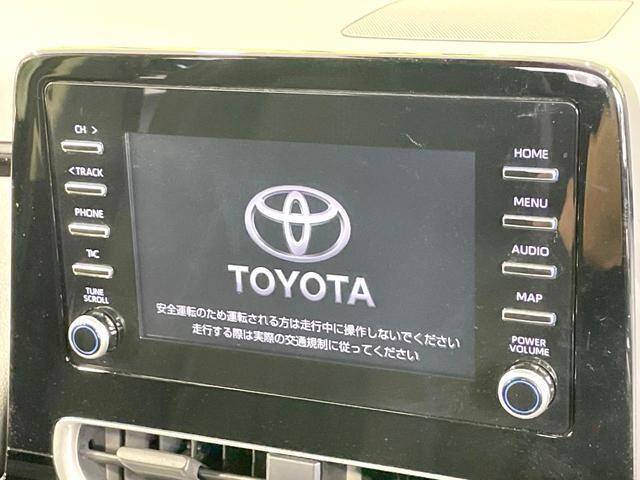 CH >
< TRACK
PHONE
TC
TUNE
SCROLL
TOYOTA
安全運転のため運転される方は走行中に操作しないでください
走行する際は実際の交通規制に従ってください
HOME
MENU
AUDIO
MAP
POWER
VOLUME